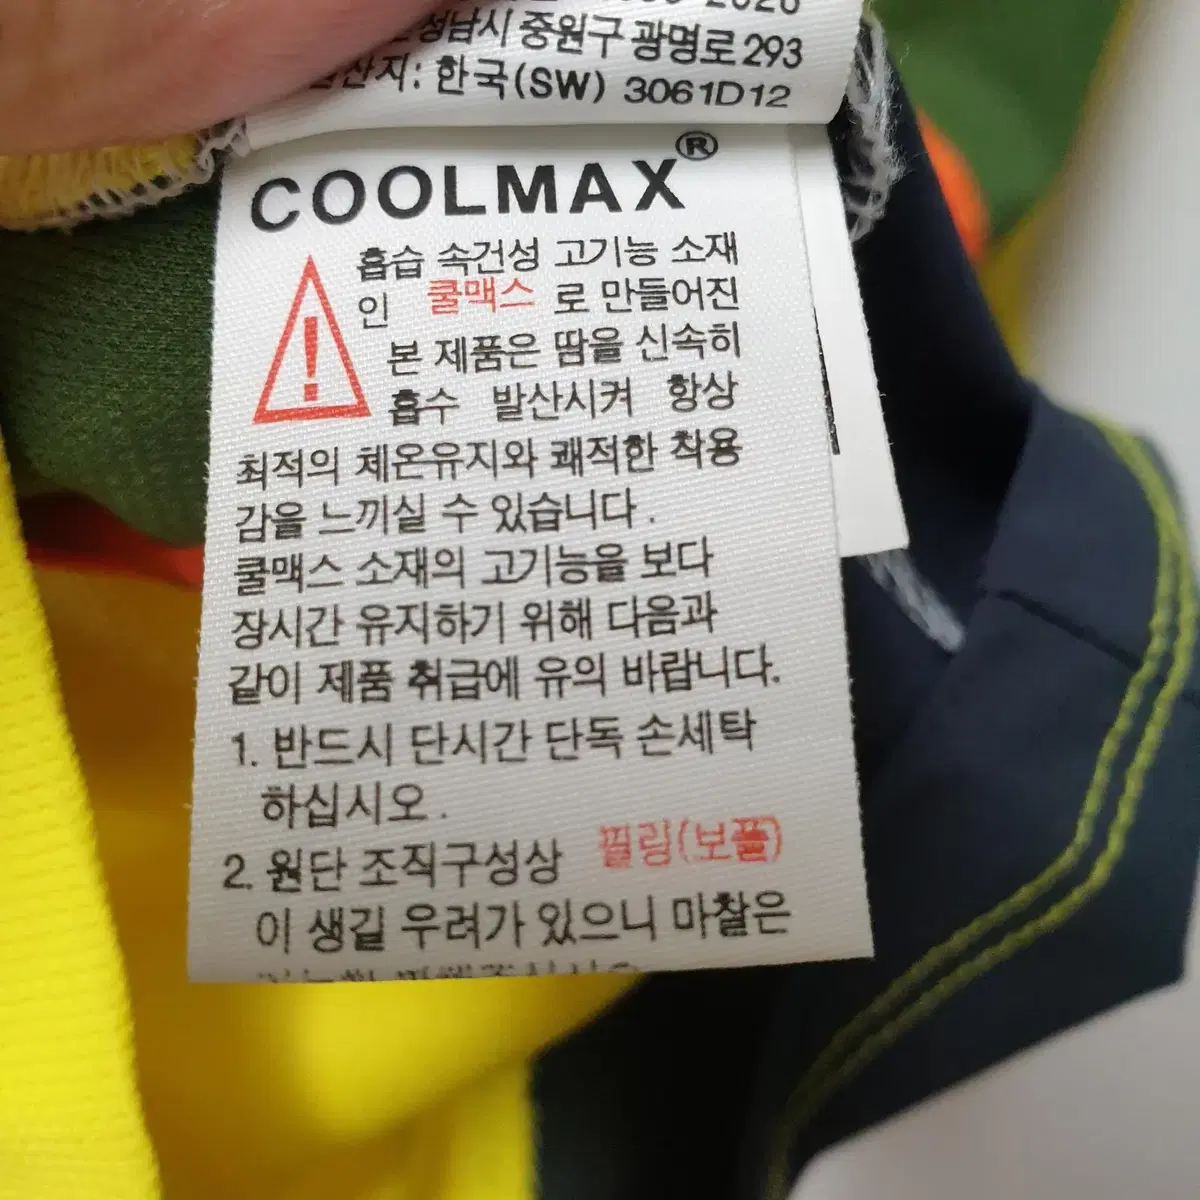 성남시 중원구 광명로 293
한국(SW) 3061D12
COOLMAX®
흡습 속건성 고기능 소재
인 쿨맥스 로 만들어진
본 제품은 땀을 신속히
흡수 발산시켜 항상
최적의 체온유지와 쾌적한 착용
감을 느끼실 수 있습니다.
쿨맥스 소재의 고기능을 보다
장시간 유지하기 위해 다음과
같이 제품 취급에 유의 바랍니다.
1. 반드시 단시간 단독 손세탁
하십시오.
2. 원단 조직구성상 필링(보풀)
이 생길 우려가 있으니 마찰은